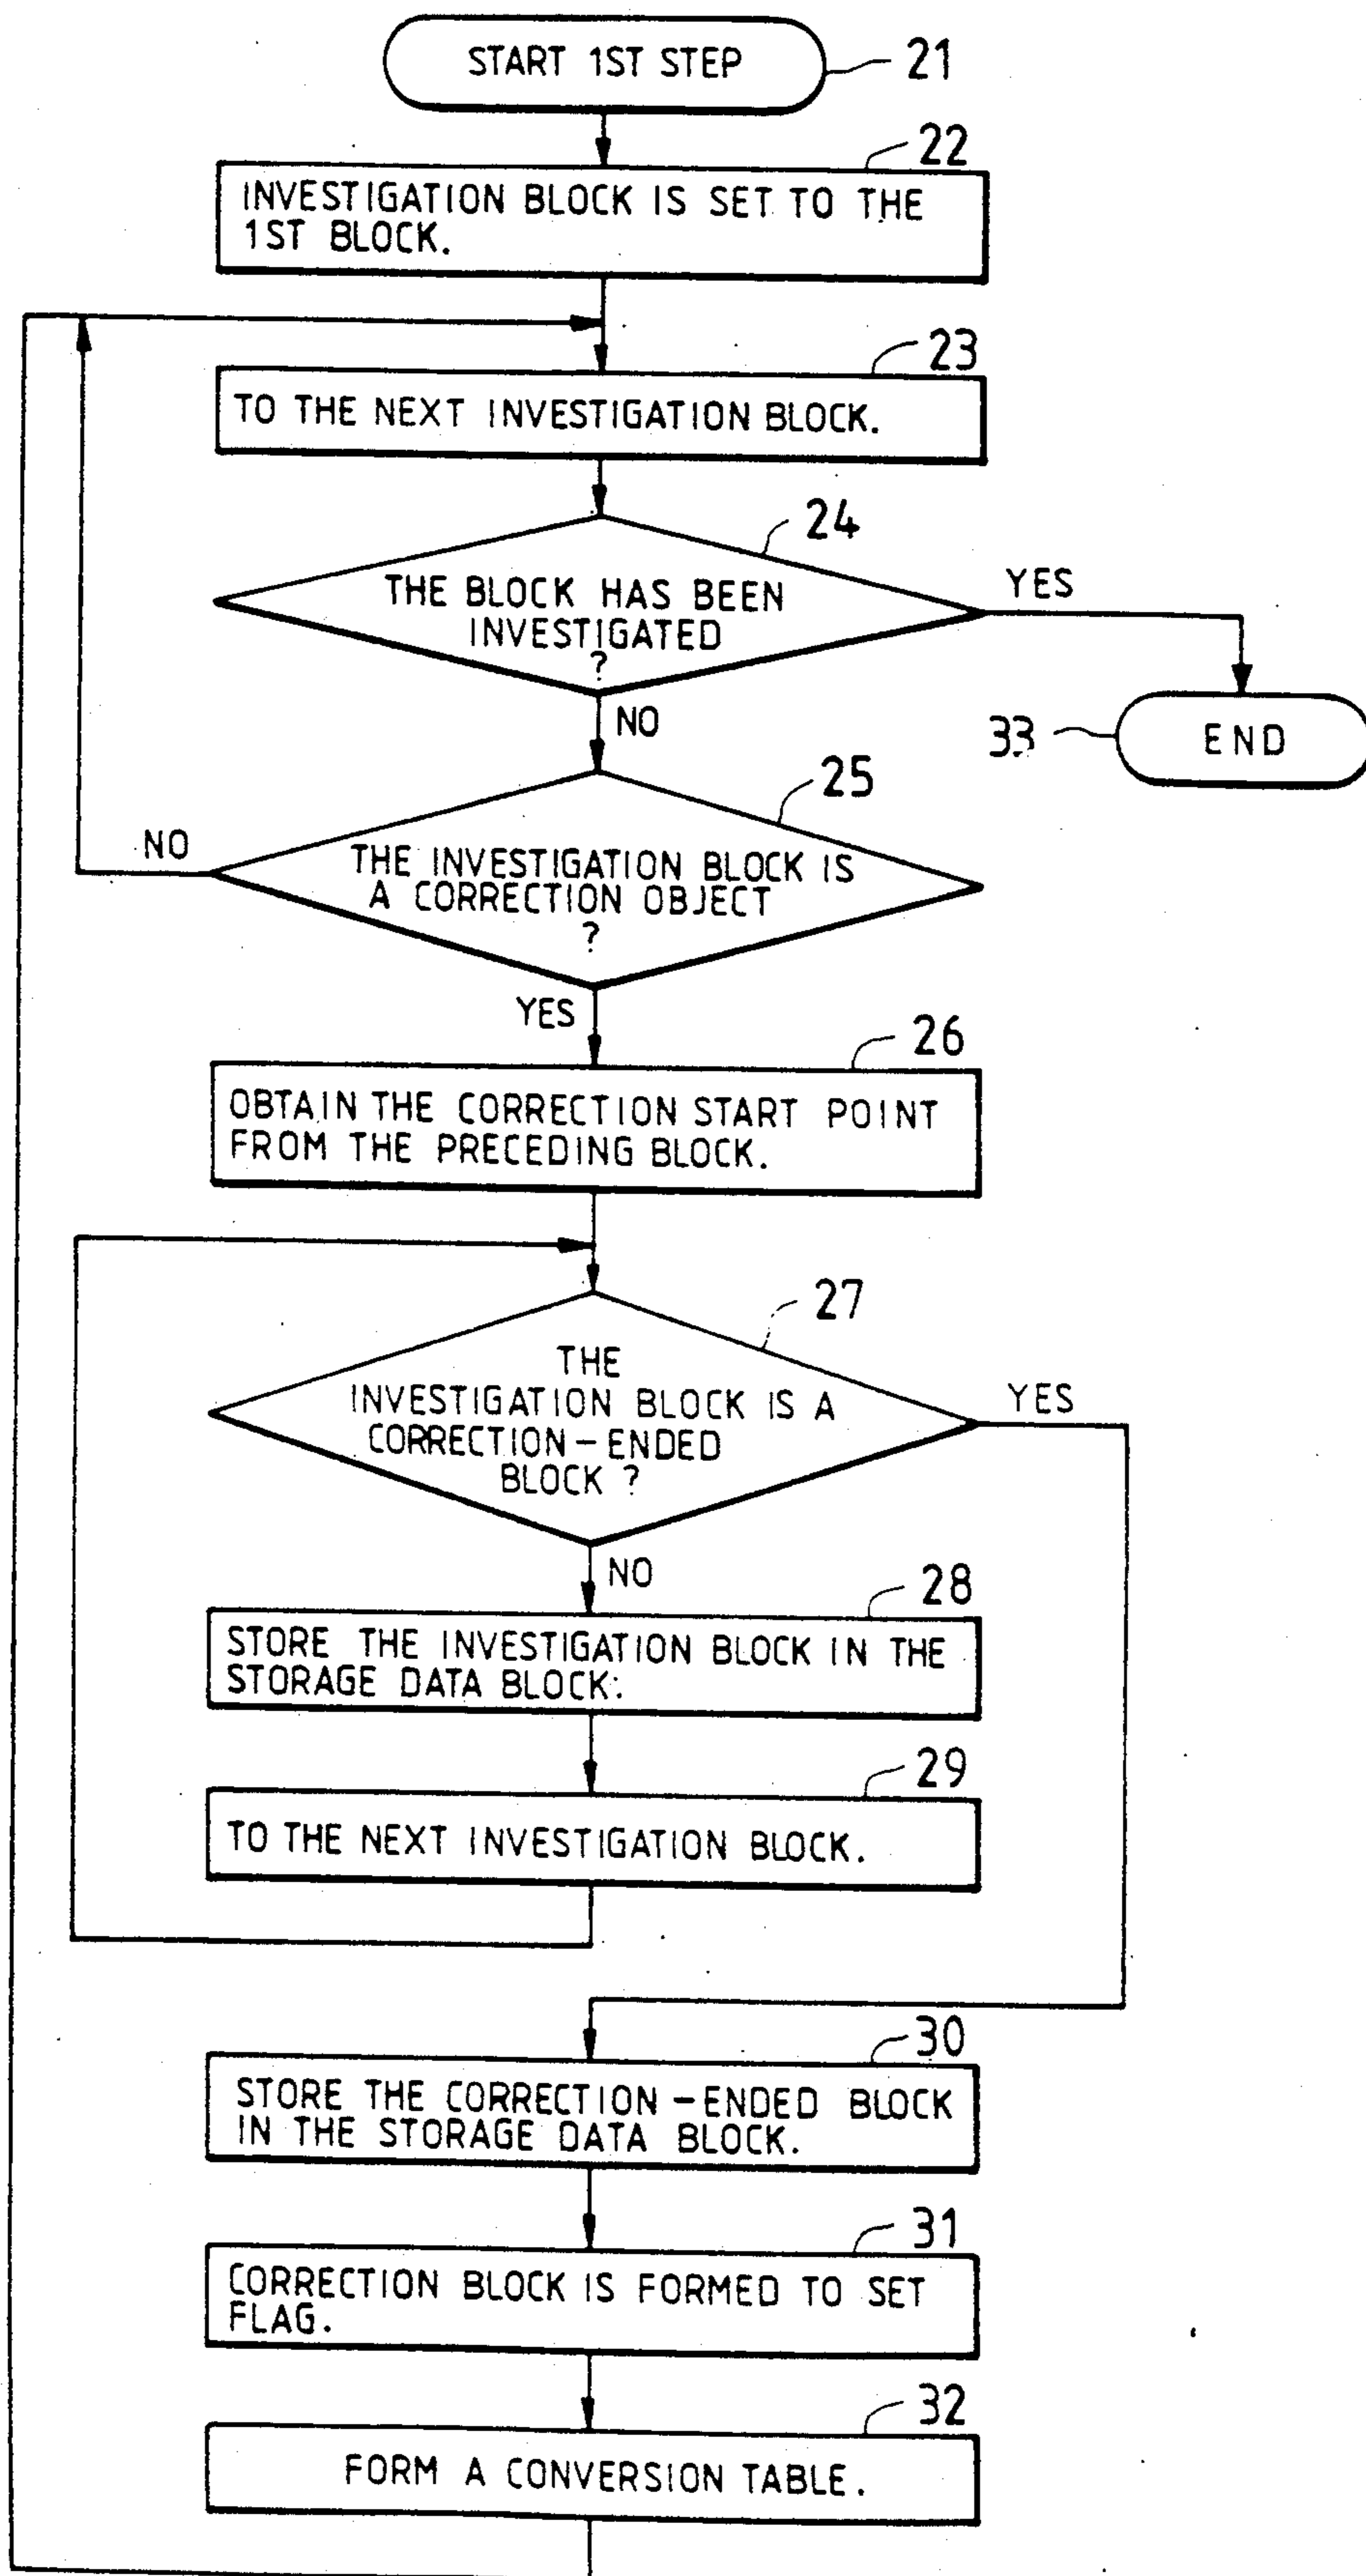 START 1ST STEP
21
22
INVESTIGATION BLOCK IS SET TO THE
1ST BLOCK.
23
TO THE NEXT INVESTIGATION BLOCK.
24
THE BLOCK HAS BEEN
INVESTIGATED
?
YES
NO
33
END
25
NO
THE INVESTIGATION BLOCK IS
A CORRECTION OBJECT
?
YES
26
OBTAIN THE CORRECTION START POINT
FROM THE PRECEDING BLOCK.
27
THE
INVESTIGATION BLOCK IS A
CORRECTION-ENDED
BLOCK ?
YES
NO
28
STORE THE INVESTIGATION BLOCK IN THE
STORAGE DATA BLOCK.
29
TO THE NEXT INVESTIGATION BLOCK.
30
STORE THE CORRECTION-ENDED BLOCK
IN THE STORAGE DATA BLOCK.
31
CORRECTION BLOCK IS FORMED TO SET
FLAG.
32
FORM A CONVERSION TABLE.